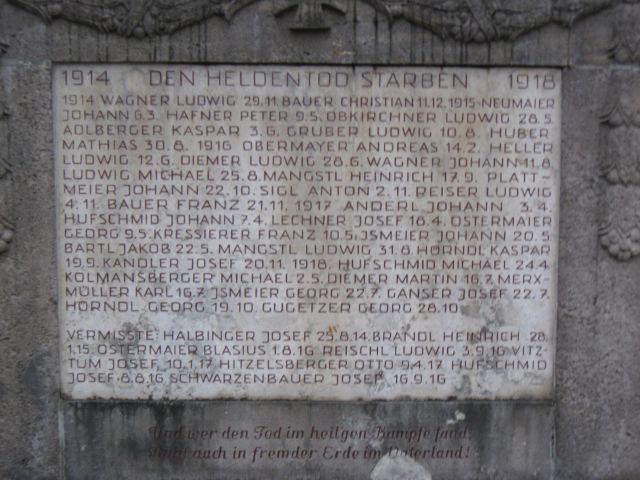 1914 DEN HELDENTOD STARBEN 1918
1914 WAGNER LUDWIG 29.11. BAUER CHRISTIAN 11.12. 1915-NEUMAIER
JOHANN 6.3. HAFNER PETER 9.5. OBKIRCHNER LUDWIG 28.5.
ADLBERGER KASPAR 3.6. GRUBER LUDWIG 10.8. HUBER
MATHIAS 30.8. 1916 OBERMAYER ANDREAS 14.2. HELLER
LUDWIG 12.6. DIEMER LUDWIG 28.6. WAGNER JOHANN 11.8.
LUDWIG MICHAEL 25.8. MANGSTL HEINRICH 17.9. PLATT-
MEIER JOHANN 22.10. SIGL ANTON 2.11. REISER LUDWIG
4.11. BAUER FRANZ 21.11. 1917 ANDERL JOHANN 3.4.
HUFSCHMID JOHANN 7.4. LECHNER JOSEF 18.4. OSTERMAIER
GEORG 9.5. KRESSIERER FRANZ 10.5. JSMEIER JOHANN 20.5.
BARTL JAKOB 22.5. MANGSTL LUDWIG 31.8. HÖRNDL KASPAR
19.9. KANDLER JOSEF 20.11. 1918. HUFSCHMID MICHAEL 24.4.
KOLMANSBERGER MICHAEL 2.5. DIEMER MARTIN 16.7. MERX-
MÜLLER KARL 16.7. JSMEIER GEORG 22.7. GANSER JOSEF 22.7.
HÖRNDL GEORG 19.10. GUGETZER GEORG 28.10.
VERMISSTE: HALBINGER JOSEF 25.8.14. BRANDL HEINRICH 28.
1.15. OSTERMAIER BLASIUS 1.8.16 REISCHL LUDWIG 3.9.16 VITZ-
TUM JOSEF 10.1.17 HITZELSBERGER OTTO 9.4.17 HUFSCHMID
JOSEF 8.8.16 SCHWARZENBAUER JOSEF 16.9.16
Und wer den Tod im heilgen Kampfe fand,
Ruht auch in fremder Erde im Vaterland!